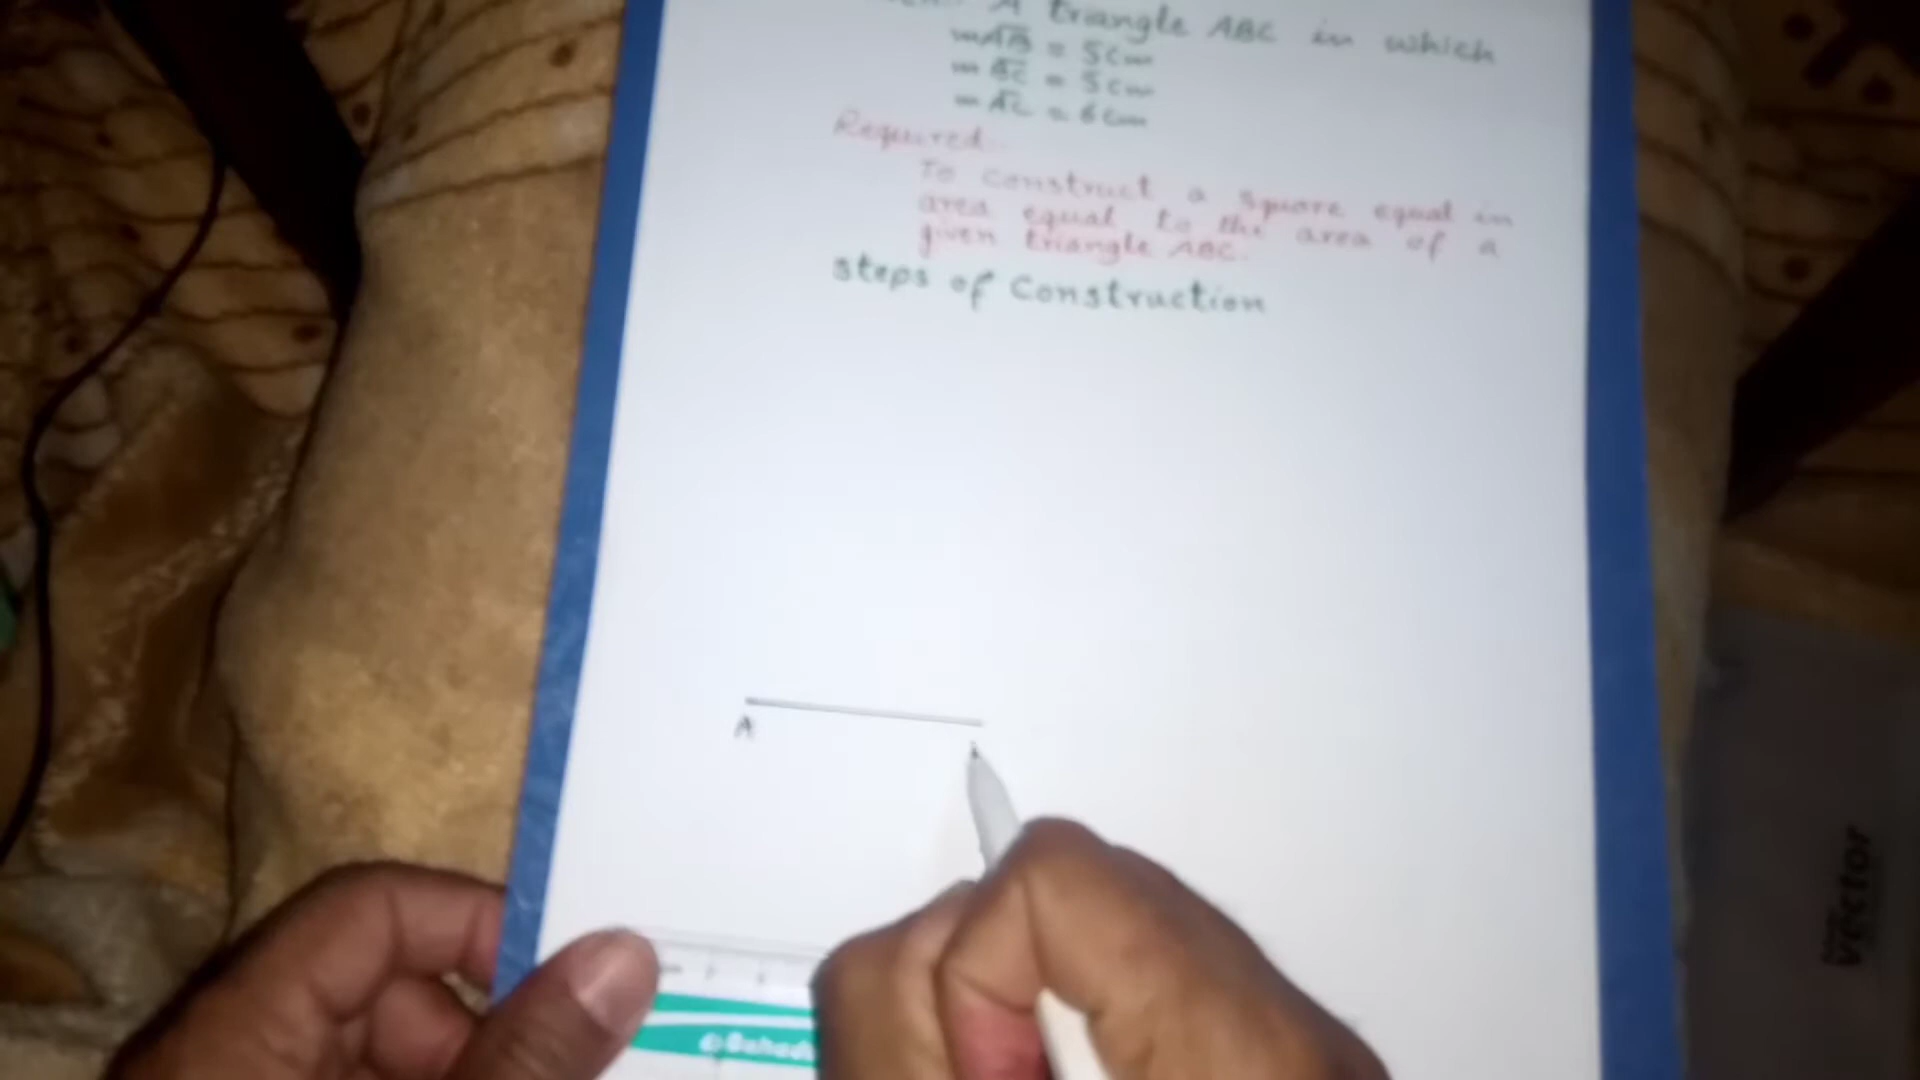 A triangle ABC in which
mAB = 5cm
mBC = 5cm
mAC = 6cm
Required
To construct a square equal in
area equal to the area of a
given triangle ABC.
steps of Construction
A
vector